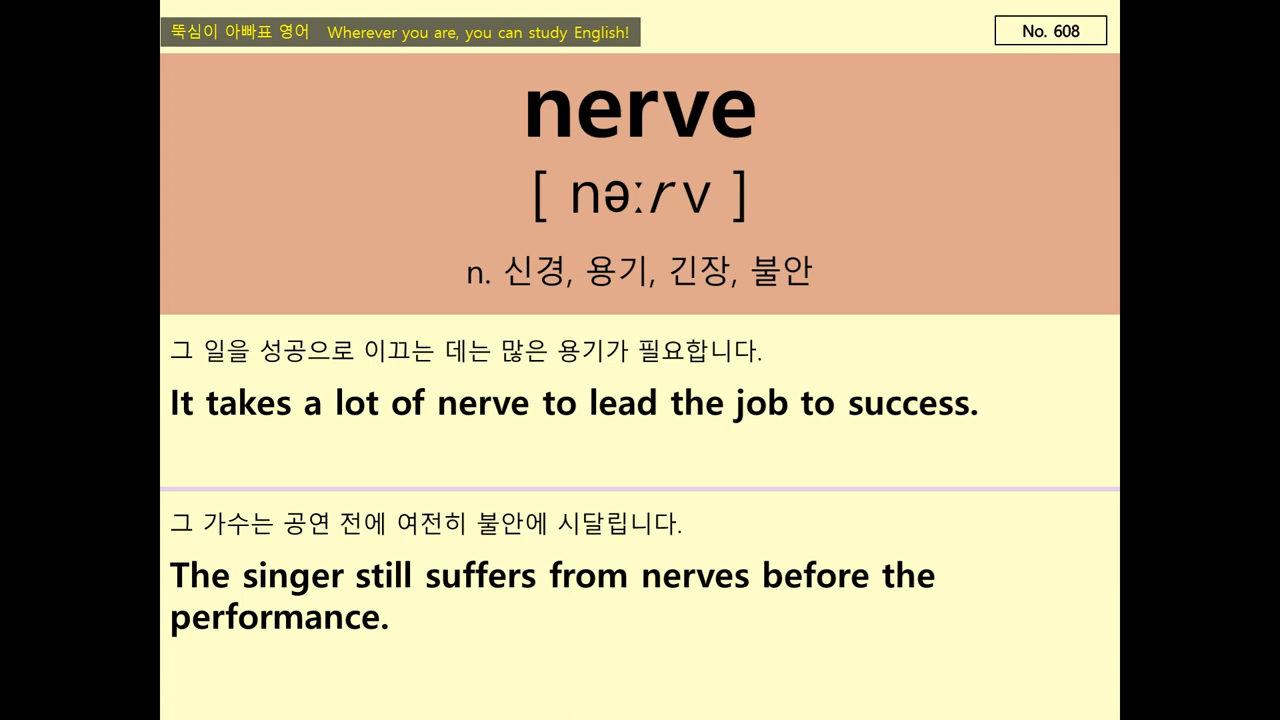 뚝심이 아빠표 영어 Wherever you are, you can study English!
No. 608
nerve
[ nəːrv ]
n. 신경, 용기, 긴장, 불안
그 일을 성공으로 이끄는 데는 많은 용기가 필요합니다.
It takes a lot of nerve to lead the job to success.
그 가수는 공연 전에 여전히 불안에 시달립니다.
The singer still suffers from nerves before the
performance.